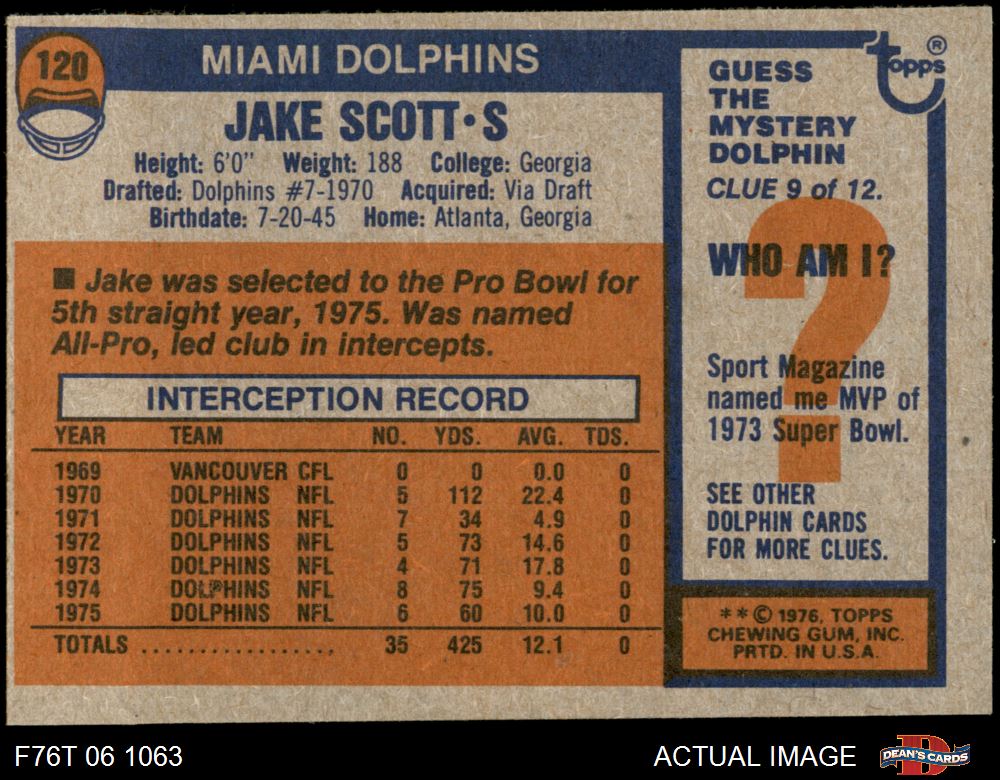 120
MIAMI DOLPHINS
JAKE SCOTT • S
Height: 6'0" Weight: 188 College: Georgia
Drafted: Dolphins #7-1970 Acquired: Via Draft
Birthdate: 7-20-45 Home: Atlanta, Georgia
■ Jake was selected to the Pro Bowl for
5th straight year, 1975. Was named
All-Pro, led club in intercepts.
INTERCEPTION RECORD
YEAR TEAM NO. YDS. AVG. TDS.
1969 VANCOUVER CFL 0 0 0.0 0
1970 DOLPHINS NFL 5 112 22.4 0
1971 DOLPHINS NFL 7 34 4.9 0
1972 DOLPHINS NFL 5 73 14.6 0
1973 DOLPHINS NFL 4 71 17.8 0
1974 DOLPHINS NFL 8 75 9.4 0
1975 DOLPHINS NFL 6 60 10.0 0
TOTALS ................. 35 425 12.1 0
topps ®
GUESS
THE
MYSTERY
DOLPHIN
CLUE 9 of 12.
?
WHO AM I?
Sport Magazine
named me MVP of
1973 Super Bowl.
SEE OTHER
DOLPHIN CARDS
FOR MORE CLUES.
** © 1976, TOPPS
CHEWING GUM, INC.
PRTD. IN U.S.A.
F76T 06 1063
ACTUAL IMAGE
D
DEAN'S CARDS